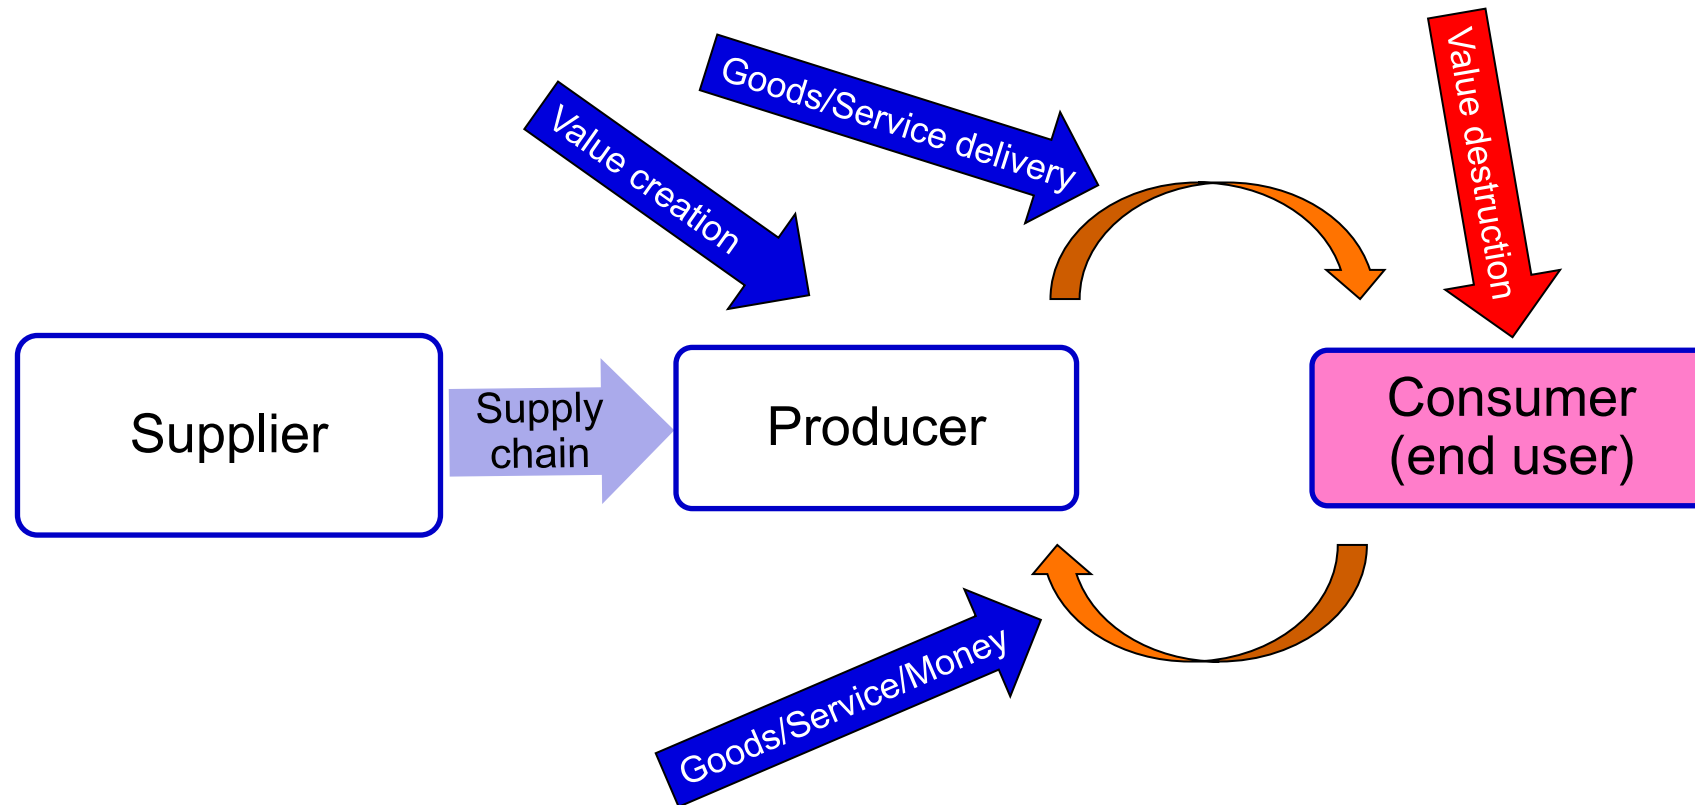 Goods/Service delivery
Value creation
Value destruction
Supplier
Supply
chain
Producer
Consumer
(end user)
Goods/Service/Money